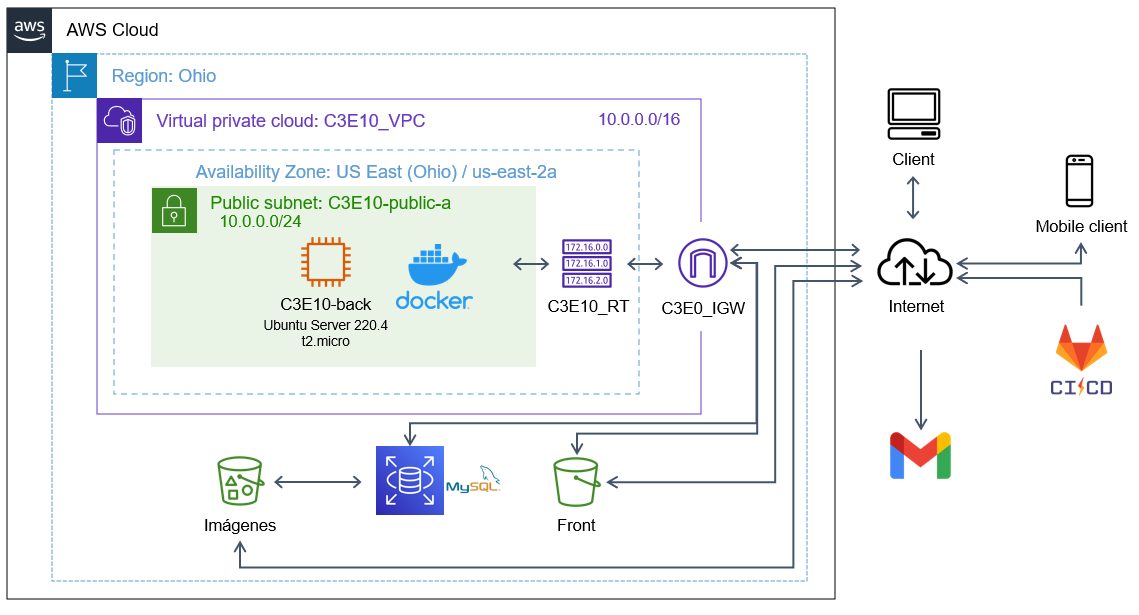 aws
AWS Cloud
Region: Ohio
Virtual private cloud: C3E10_VPC
10.0.0.0/16
Availability Zone: US East (Ohio) / us-east-2a
Public subnet: C3E10-public-a
10.0.0.0/24
C3E10-back
Ubuntu Server 220.4
t2.micro
docker
172.16.0.0
172.16.1.0
172.16.2.0
C3E10_RT
C3E0_IGW
Client
Mobile client
Internet
CI CD
Imágenes
MySQL
Front